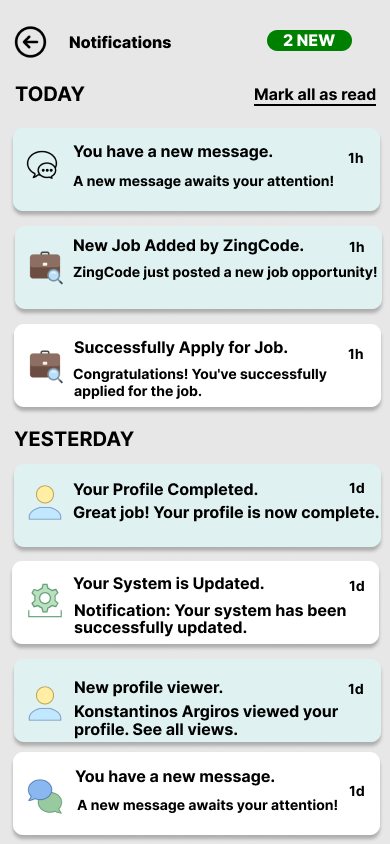 Notifications
2 NEW
TODAY
Mark all as read
You have a new message.
1h
A new message awaits your attention!
New Job Added by ZingCode.
1h
ZingCode just posted a new job opportunity!
Successfully Apply for Job.
1h
Congratulations! You've successfully
applied for the job.
YESTERDAY
Your Profile Completed.
1d
Great job! Your profile is now complete.
Your System is Updated.
1d
Notification: Your system has been
successfully updated.
New profile viewer.
1d
Konstantinos Argiros viewed your
profile. See all views.
You have a new message.
1d
A new message awaits your attention!